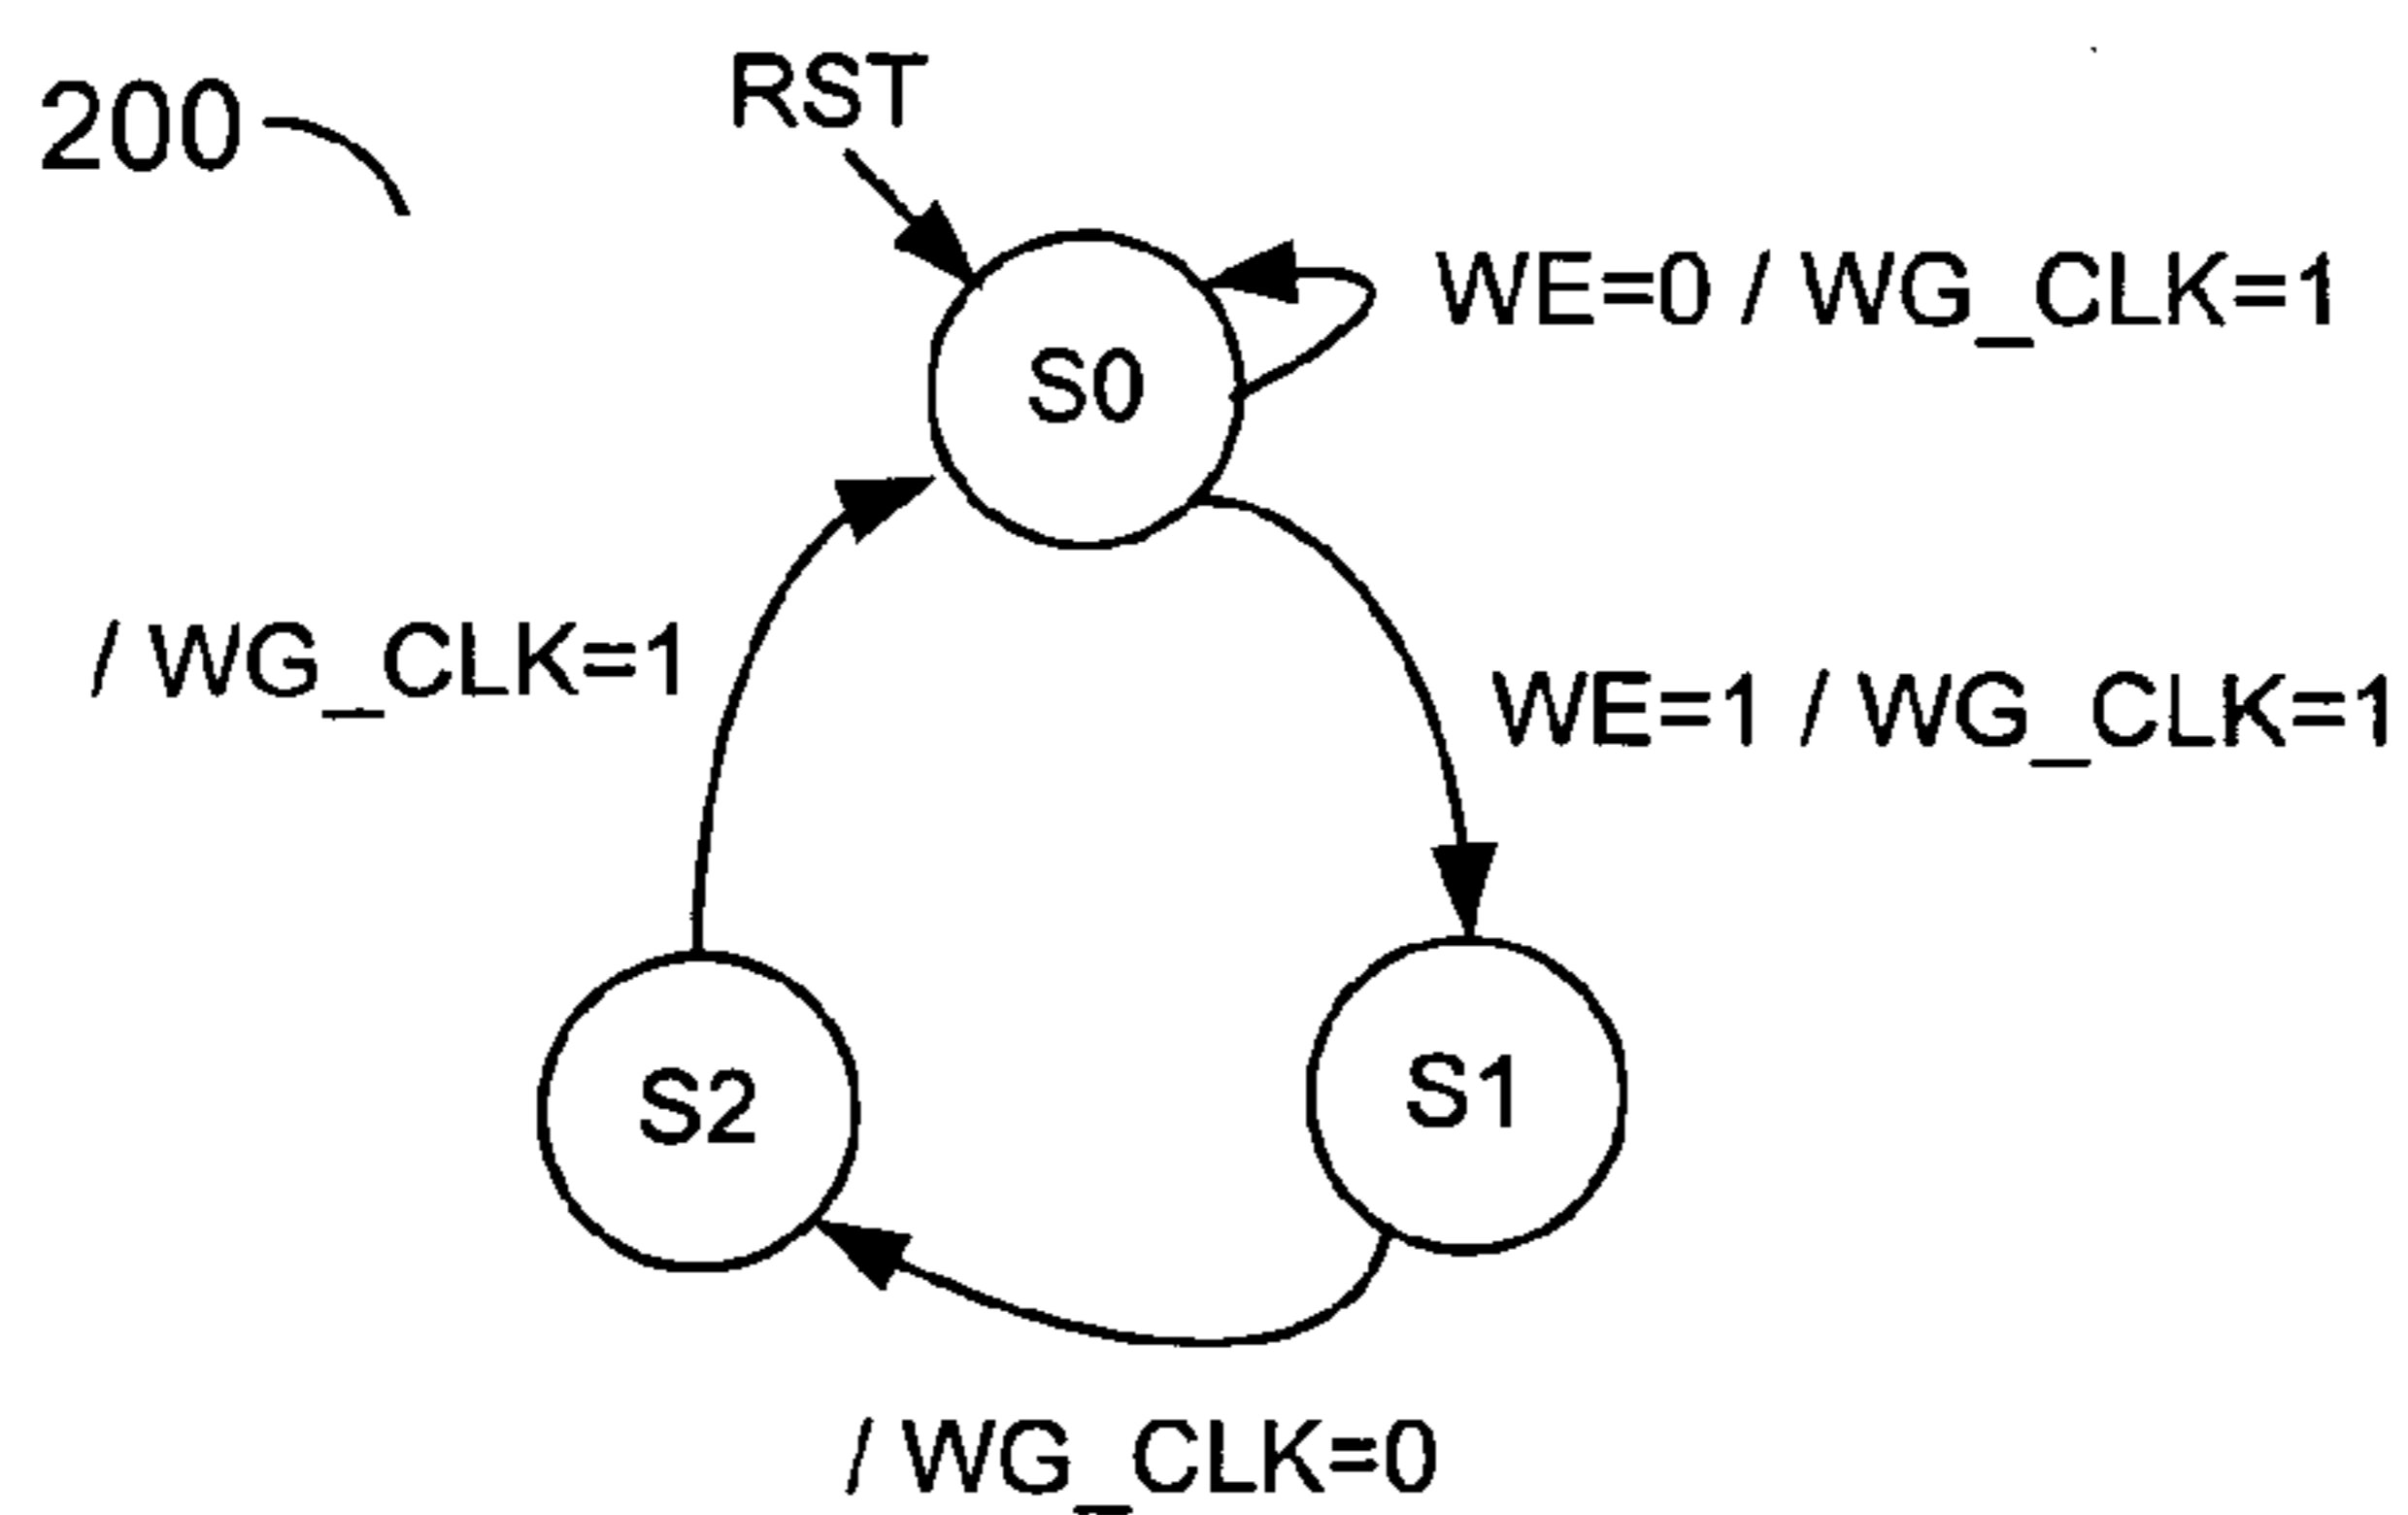 200
RST
WE=0 / WG_CLK=1
S0
/ WG_CLK=1
WE=1 / WG_CLK=1
S2
S1
/ WG_CLK=0